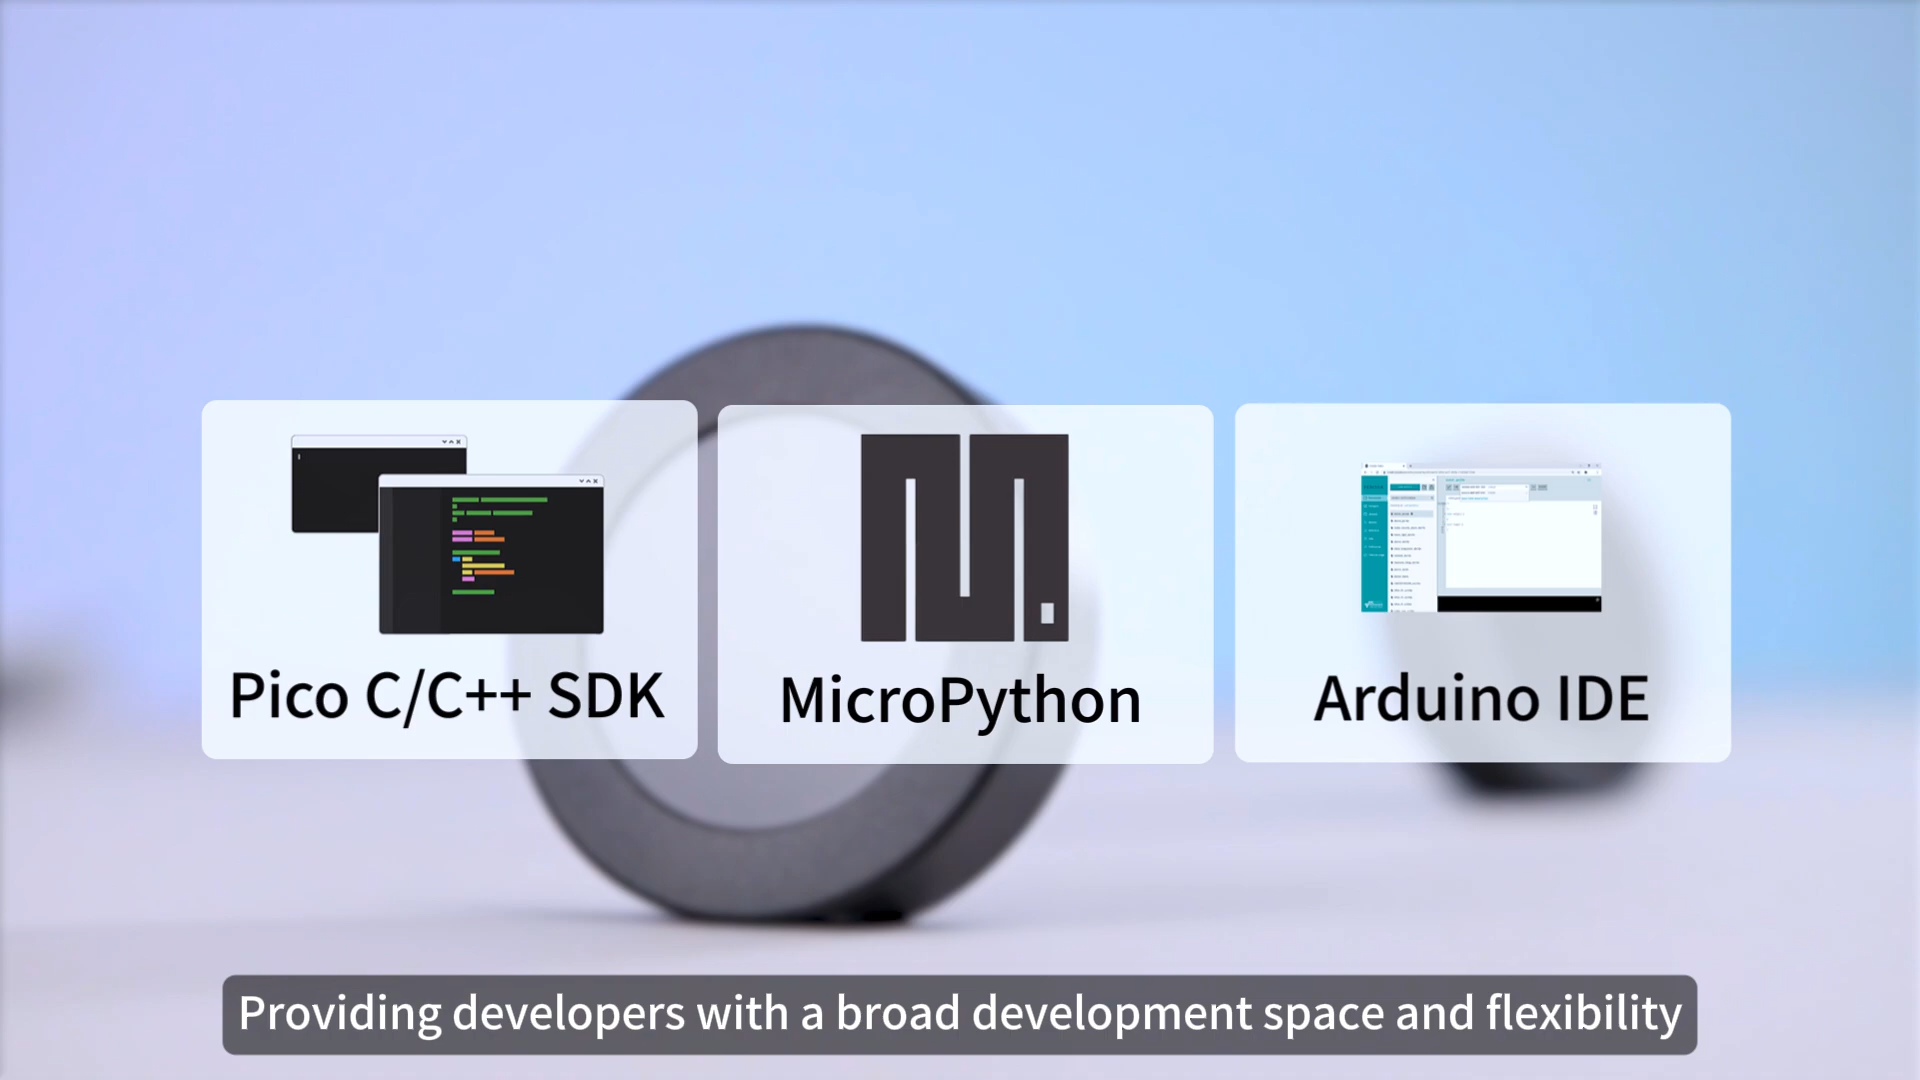 Pico C/C++ SDK
MicroPython
Arduino IDE
Providing developers with a broad development space and flexibility